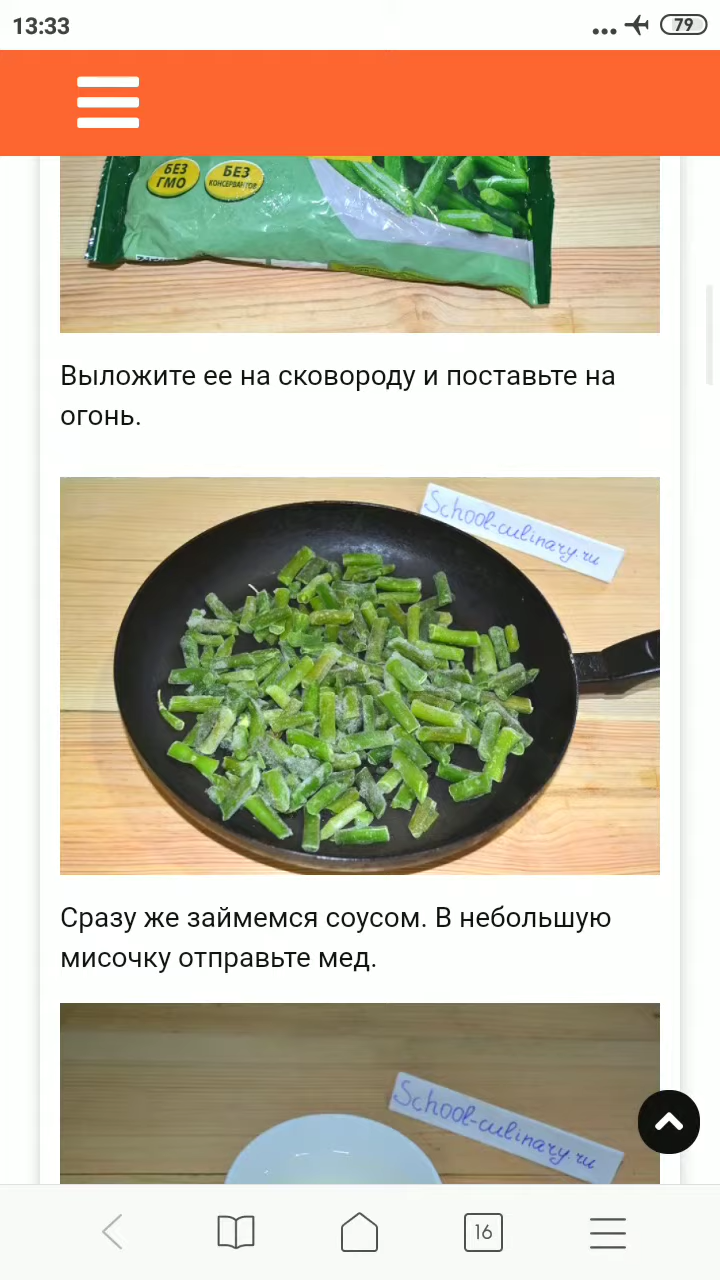 13:33
79
БЕЗ
ГМО
БЕЗ
КОНСЕРВАНТОВ
Выложите ее на сковороду и поставьте на
огонь.
School-culinary.ru
Сразу же займемся соусом. В небольшую
мисочку отправьте мед.
School-culinary.ru
16